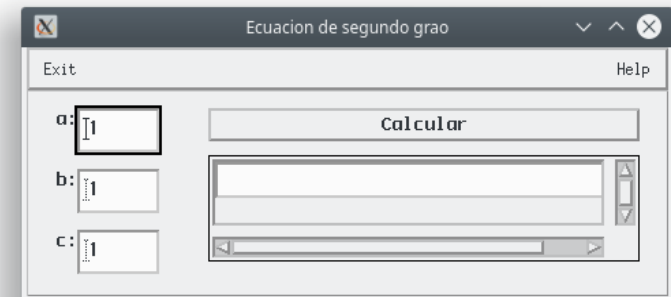 Ecuacion de segundo grao
Exit Help
a: 1
Calcular
b: 1
c: 1